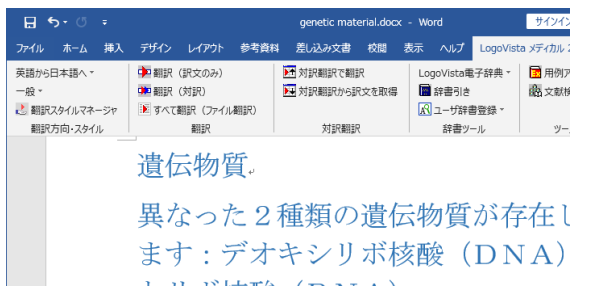 genetic material.docx - Word
サインイン
ファイル ホーム 挿入 デザイン レイアウト 参考資料 差し込み文書 校閲 表示 ヘルプ LogoVista メディカル
英語から日本語へ
一般
翻訳スタイルマネージャ
翻訳方向・スタイル
翻訳（訳文のみ）
翻訳（対訳）
すべて翻訳（ファイル翻訳）
翻訳
対訳翻訳で翻訳
対訳翻訳から訳文を取得
対訳翻訳
LogoVista電子辞典
辞書引き
ユーザ辞書登録
辞書ツール
用例
文献検
ツー
遺伝物質
異なった２種類の遺伝物質が存在し
ます：デオキシリボ核酸（ＤＮＡ）